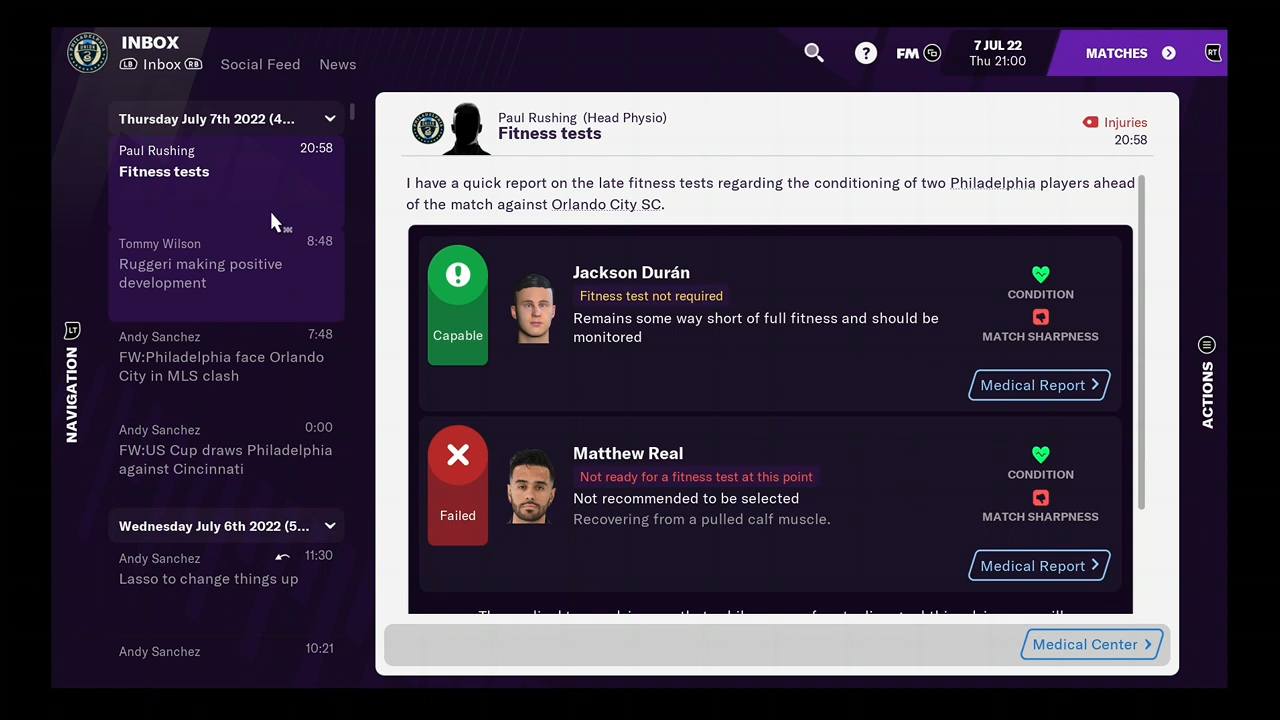 INBOX
LB Inbox RB Social Feed News
FM
7 JUL 22
Thu 21:00
MATCHES
RT
Thursday July 7th 2022 (4...
Paul Rushing 20:58
Fitness tests
Tommy Wilson 8:48
Ruggeri making positive
development
Andy Sanchez 7:48
FW:Philadelphia face Orlando
City in MLS clash
Andy Sanchez 0:00
FW:US Cup draws Philadelphia
against Cincinnati
Wednesday July 6th 2022 (5...
Andy Sanchez 11:30
Lasso to change things up
Andy Sanchez 10:21
LT
NAVIGATION
Paul Rushing (Head Physio)
Fitness tests
Injuries
20:58
I have a quick report on the late fitness tests regarding the conditioning of two Philadelphia players ahead
of the match against Orlando City SC.
Capable
Jackson Durán
Fitness test not required
Remains some way short of full fitness and should be
monitored
CONDITION
MATCH SHARPNESS
Medical Report
Failed
Matthew Real
Not ready for a fitness test at this point
Not recommended to be selected
Recovering from a pulled calf muscle.
CONDITION
MATCH SHARPNESS
Medical Report
Medical Center
ACTIONS